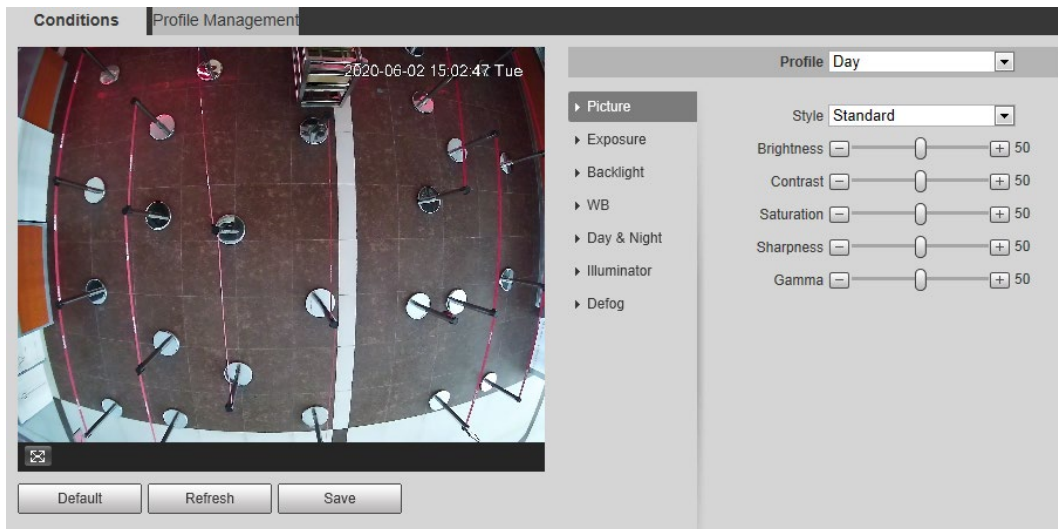 Conditions
Profile Management
2020-06-02 15:02:47 Tue
Profile Day
Picture
Exposure
Backlight
WB
Day & Night
Illuminator
Defog
Style Standard
Brightness 50
Contrast 50
Saturation 50
Sharpness 50
Gamma 50
Default Refresh Save